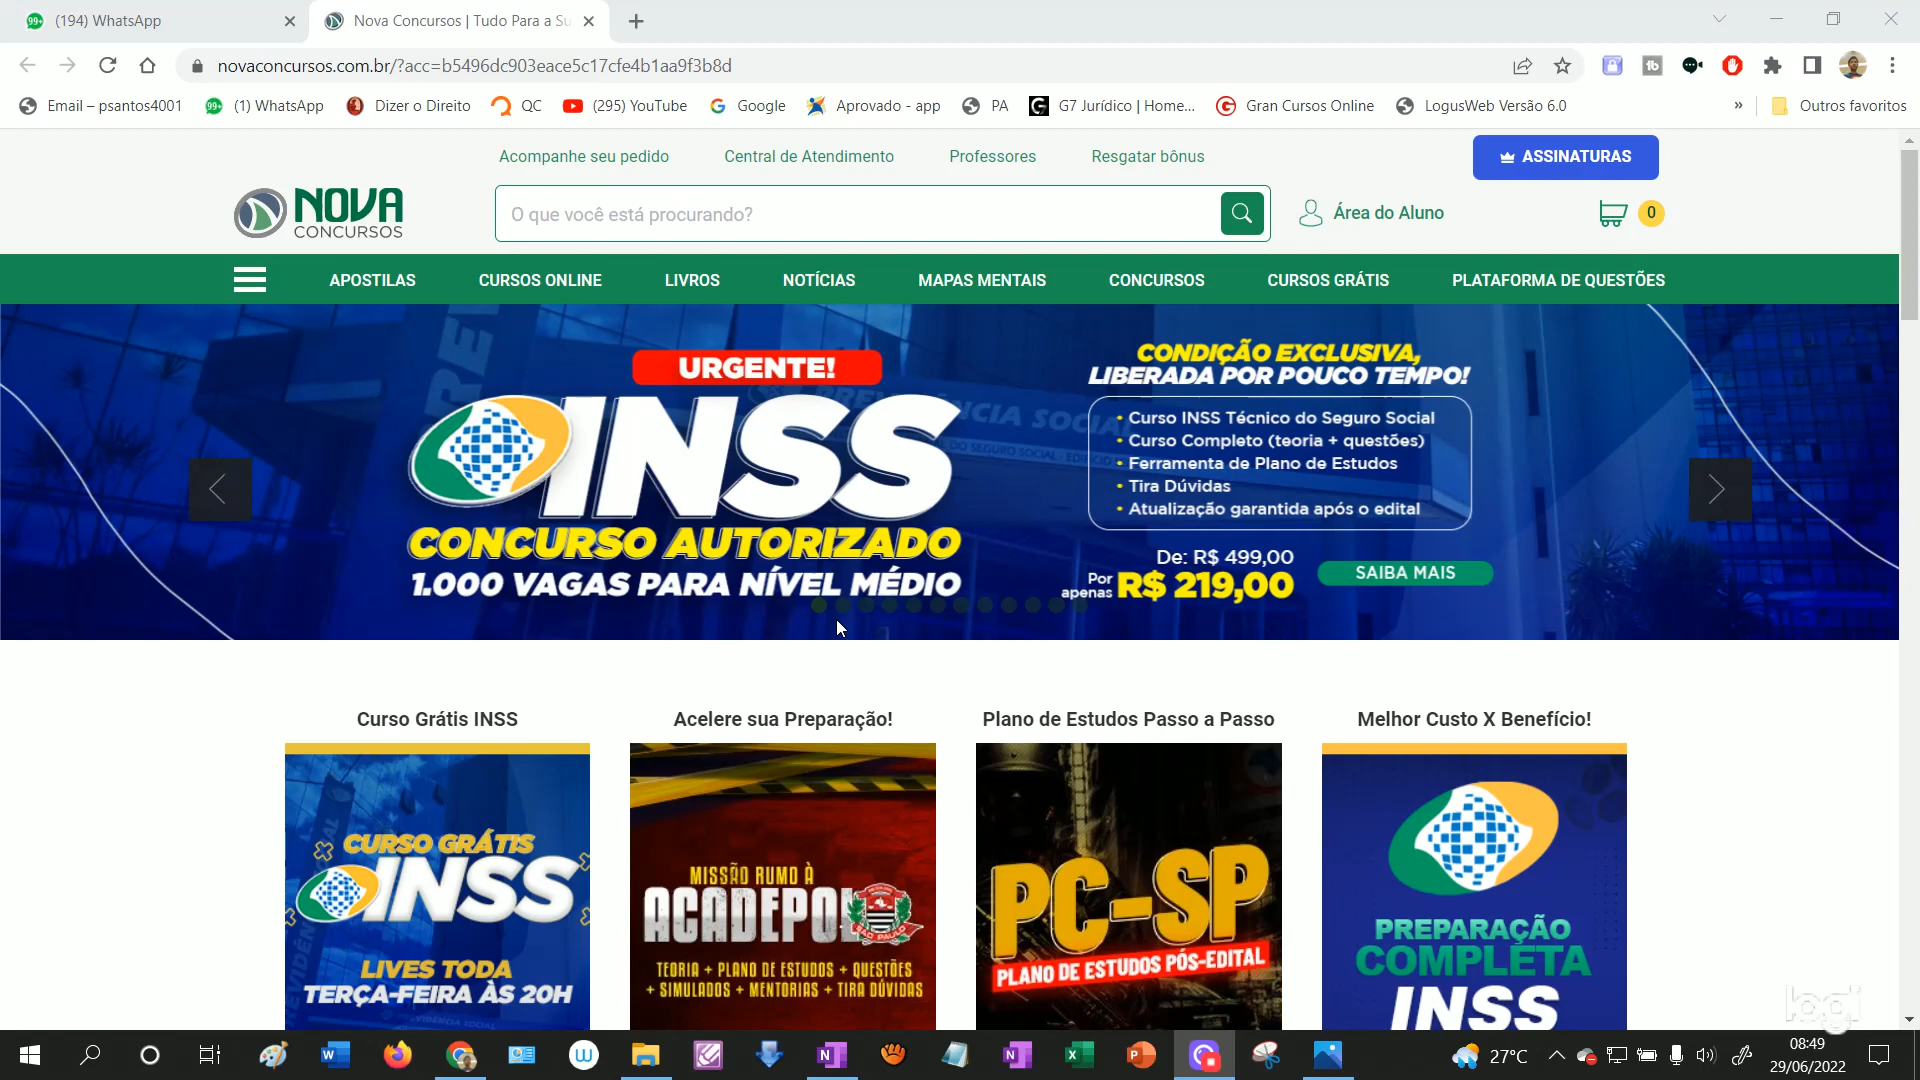 (194) WhatsApp
Nova Concursos | Tudo Para a Su
novaconcursos.com.br/?acc=b5496dc903eace5c17cfe4b1aa9f3b8d
Email – psantos4001
(1) WhatsApp
Dizer o Direito
QC
(295) YouTube
Google
Aprovado - app
PA
G7 Jurídico | Home...
Gran Cursos Online
LogusWeb Versão 6.0
»
Outros favoritos
Acompanhe seu pedido
Central de Atendimento
Professores
Resgatar bônus
ASSINATURAS
NOVA
CONCURSOS
O que você está procurando?
Área do Aluno
0
APOSTILAS
CURSOS ONLINE
LIVROS
NOTÍCIAS
MAPAS MENTAIS
CONCURSOS
CURSOS GRÁTIS
PLATAFORMA DE QUESTÕES
URGENTE!
INSS
CONCURSO AUTORIZADO
1.000 VAGAS PARA NÍVEL MÉDIO
CONDIÇÃO EXCLUSIVA,
LIBERADA POR POUCO TEMPO!
• Curso INSS Técnico do Seguro Social
• Curso Completo (teoria + questões)
• Ferramenta de Plano de Estudos
• Tira Dúvidas
• Atualização garantida após o edital
De: R$ 499,00
Por apenas R$ 219,00
SAIBA MAIS
Curso Grátis INSS
Acelere sua Preparação!
Plano de Estudos Passo a Passo
Melhor Custo X Benefício!
CURSO GRÁTIS
INSS
LIVES TODA
TERÇA-FEIRA ÀS 20H
MISSÃO RUMO À
ACADEPOL
SÃO PAULO
TEORIA + PLANO DE ESTUDOS + QUESTÕES
+ SIMULADOS + MENTORIAS + TIRA DÚVIDAS
PC-SP
PLANO DE ESTUDOS PÓS-EDITAL
PREPARAÇÃO
COMPLETA
INSS
logi
27°C
08:49
29/06/2022